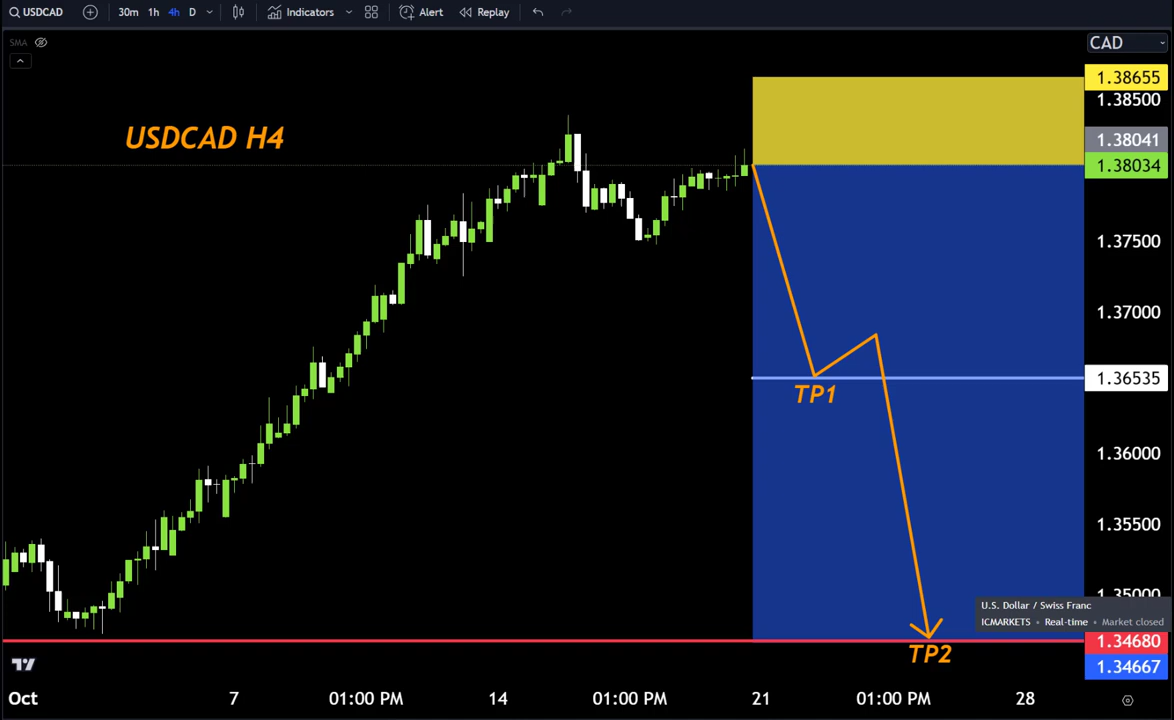 USDCAD 30m 1h 4h D Indicators Alert Replay
SMA
CAD
USDCAD H4
1.38655
1.38500
1.38041
1.38034
1.37500
1.37000
1.36535
TP1
1.36000
1.35500
1.35000
U.S. Dollar / Swiss Franc
ICMARKETS • Real-time • Market closed
1.34680
TP2
1.34667
Oct 7 01:00 PM 14 01:00 PM 21 01:00 PM 28